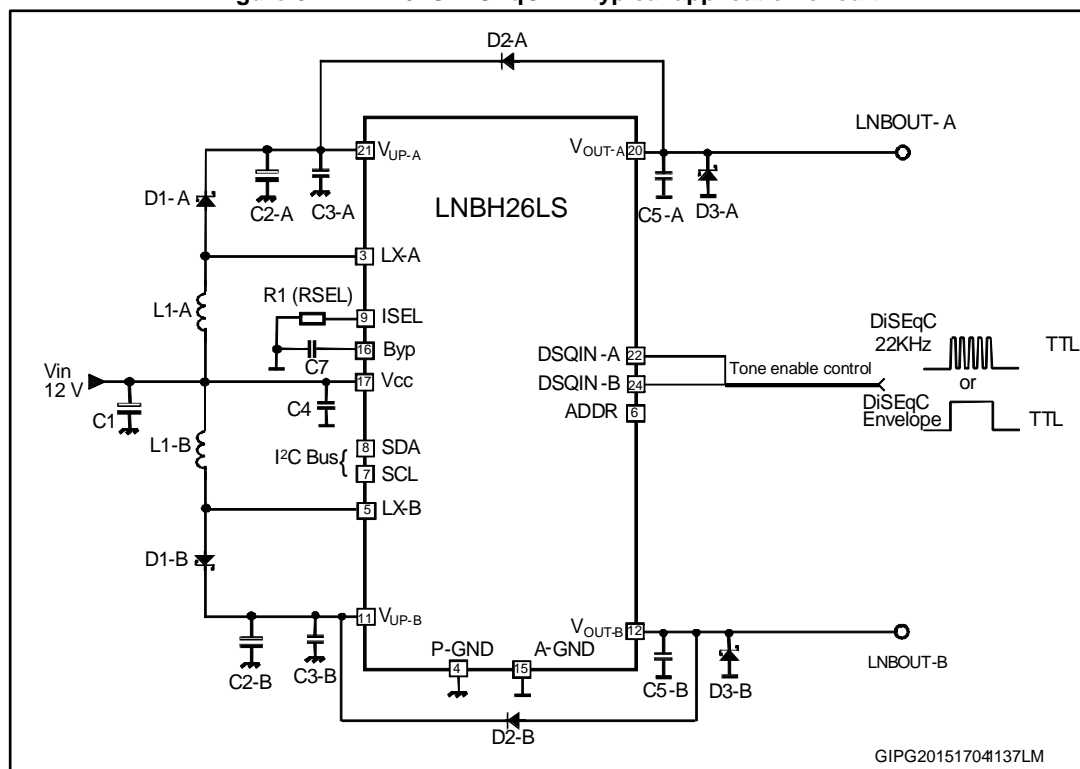 D2-A
LNBOUT- A
21 VUP-A
VOUT-A 20
D1-A
C2-A
C3-A
LNBH26LS
C5-A
D3-A
3 LX-A
L1-A
R1 (RSEL)
9 ISEL
16 Byp
C7
DiSEqC
22KHz
TTL
or
DSQIN -A 22
DSQIN -B 24
Tone enable control
ADDR 6
DiSEqC
Envelope
TTL
Vin
12 V
17 Vcc
C1
C4
L1-B
I²C Bus{
8 SDA
7 SCL
5 LX-B
D1-B
11 VUP-B
VOUT-B 12
P-GND
A-GND
4
15
C2-B
C3-B
C5-B
D3-B
LNBOUT-B
D2-B
GIPG201517041137LM